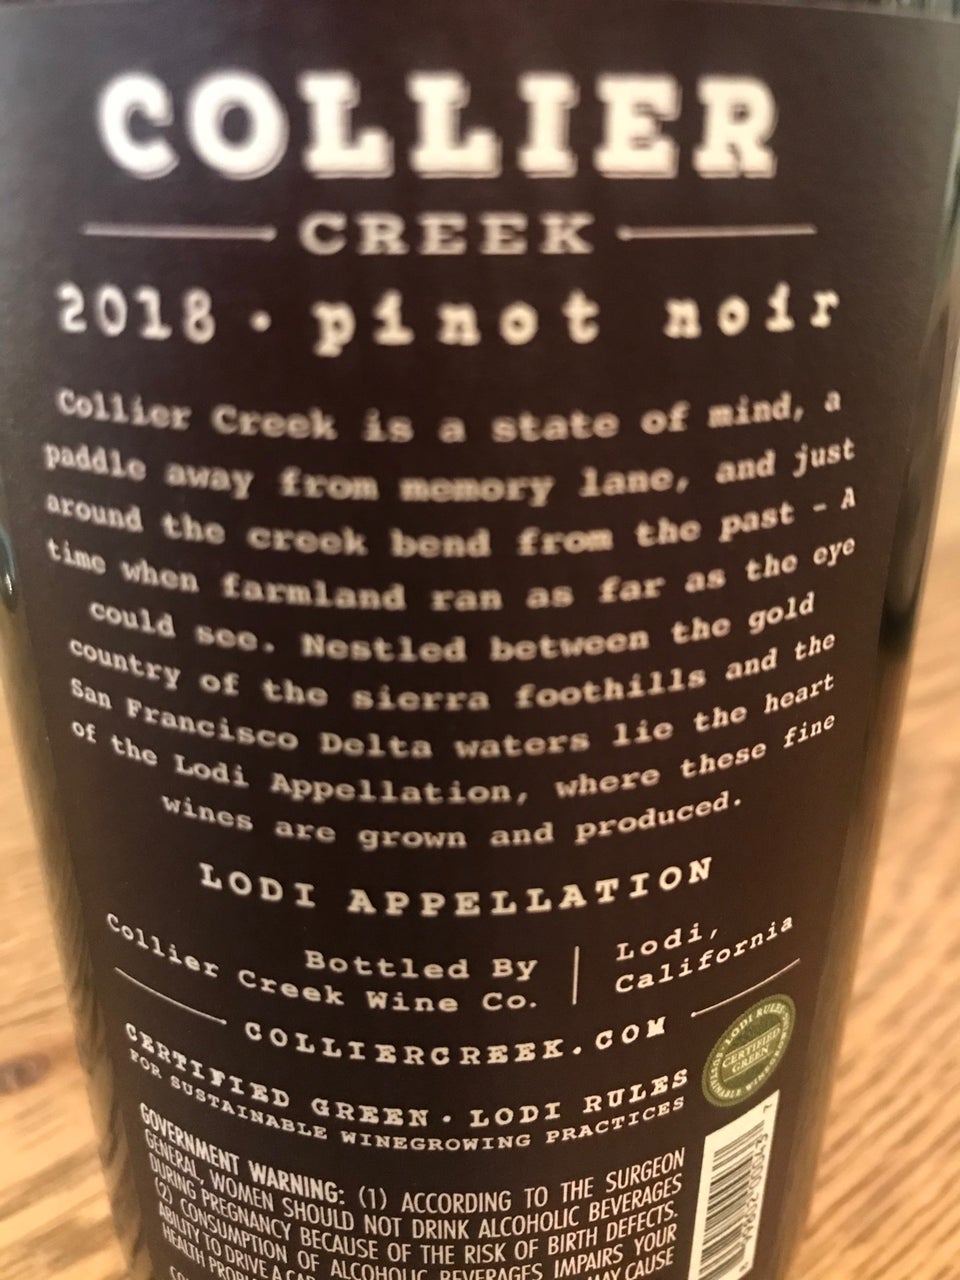 COLLIER
CREEK
2018 · pinot noir
Collier Creek is a state of mind, a
paddle away from memory lane, and just
around the creek bend from the past - A
time when farmland ran as far as the eye
could see. Nestled between the gold
country of the sierra foothills and the
San Francisco Delta waters lie the heart
of the Lodi Appellation, where these fine
wines are grown and produced.
LODI APPELLATION
Bottled By
Collier Creek Wine Co.
Lodi,
California
COLLIERCREEK.COM
CERTIFIED GREEN · LODI RULES
FOR SUSTAINABLE WINEGROWING PRACTICES
LODI RULES
CERTIFIED
GREEN
GOVERNMENT WARNING: (1) ACCORDING TO THE SURGEON
GENERAL, WOMEN SHOULD NOT DRINK ALCOHOLIC BEVERAGES
DURING PREGNANCY BECAUSE OF THE RISK OF BIRTH DEFECTS.
(2) CONSUMPTION OF ALCOHOLIC BEVERAGES IMPAIRS YOUR
ABILITY TO DRIVE A CAR MAY CAUSE
HEALTH